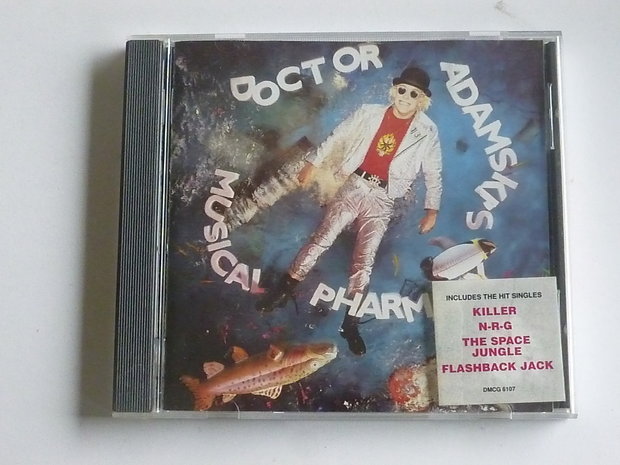 DOCTOR
ADAMSKI'S
MUSICAL
PHARM
INCLUDES THE HIT SINGLES
KILLER
N-R-G
THE SPACE
JUNGLE
FLASHBACK JACK
DMCG 6107